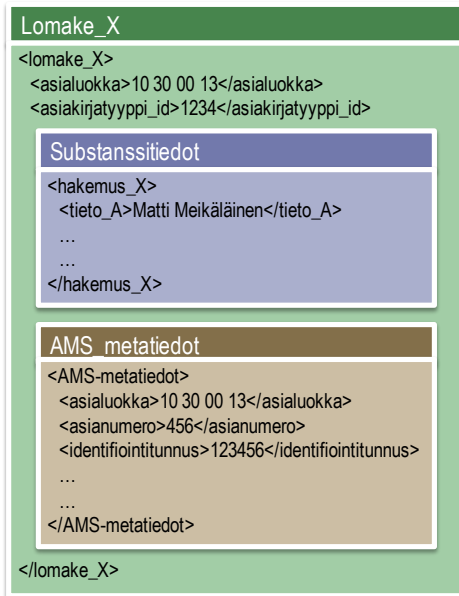 Lomake_X
<lomake_X>
<asialuokka>10 30 00 13</asialuokka>
<asiakirjatyyppi_id>1234</asiakirjatyyppi_id>
Substanssitiedot
<hakemus_X>
<tieto_A>Matti Meikäläinen</tieto_A>
…
…
</hakemus_X>
AMS_metatiedot
<AMS-metatiedot>
<asialuokka>10 30 00 13</asialuokka>
<asianumero>456</asianumero>
<identifiointitunnus>123456</identifiointitunnus>
…
…
</AMS-metatiedot>
</lomake_X>